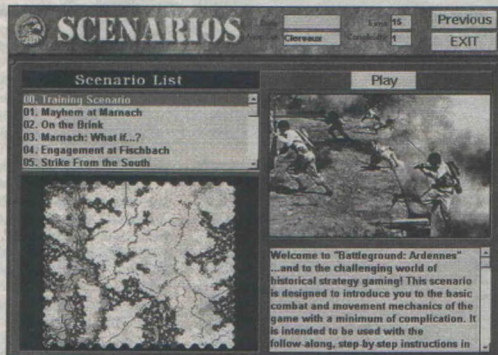 SCENARIOS
Date
Turns 15
Previous
Clervaux
Complexity 1
EXIT
Scenario List
Play
00. Training Scenario
01. Mayhem at Marnach
02. On the Brink
03. Marnach: What if...?
04. Engagement at Fischbach
05. Strike From the South
Welcome to "Battleground: Ardennes"
...and to the challenging world of
historical strategy gaming! This scenario
is designed to introduce you to the basic
combat and movement mechanics of the
game with a minimum of complication. It
is intended to be used with the
follow-along, step-by-step instructions in